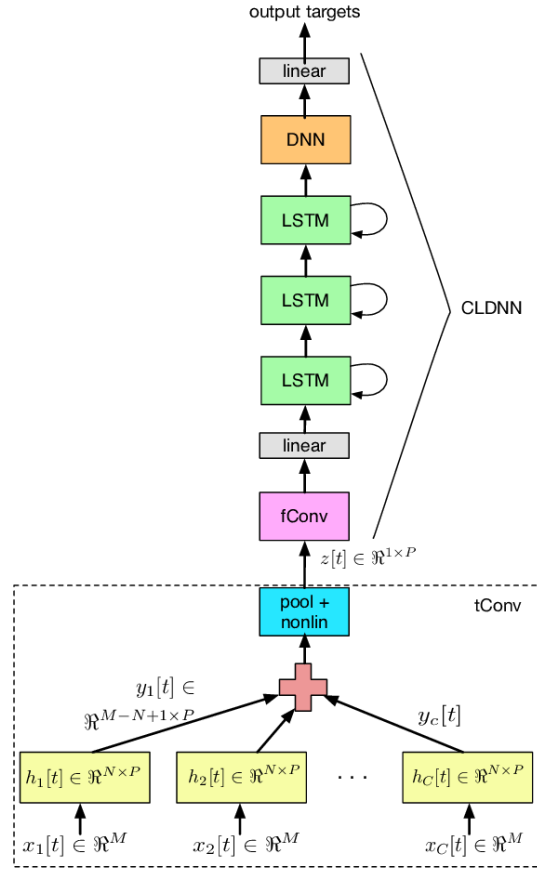 output targets
linear
DNN
LSTM
LSTM
CLDNN
LSTM
linear
fConv
z[t] ∈ ℜ^{1×P}
pool +
nonlin
tConv
y_1[t] ∈
ℜ^{M−N+1×P}
y_c[t]
h_1[t] ∈ ℜ^{N×P}
h_2[t] ∈ ℜ^{N×P}
· · ·
h_C[t] ∈ ℜ^{N×P}
x_1[t] ∈ ℜ^M
x_2[t] ∈ ℜ^M
x_C[t] ∈ ℜ^M